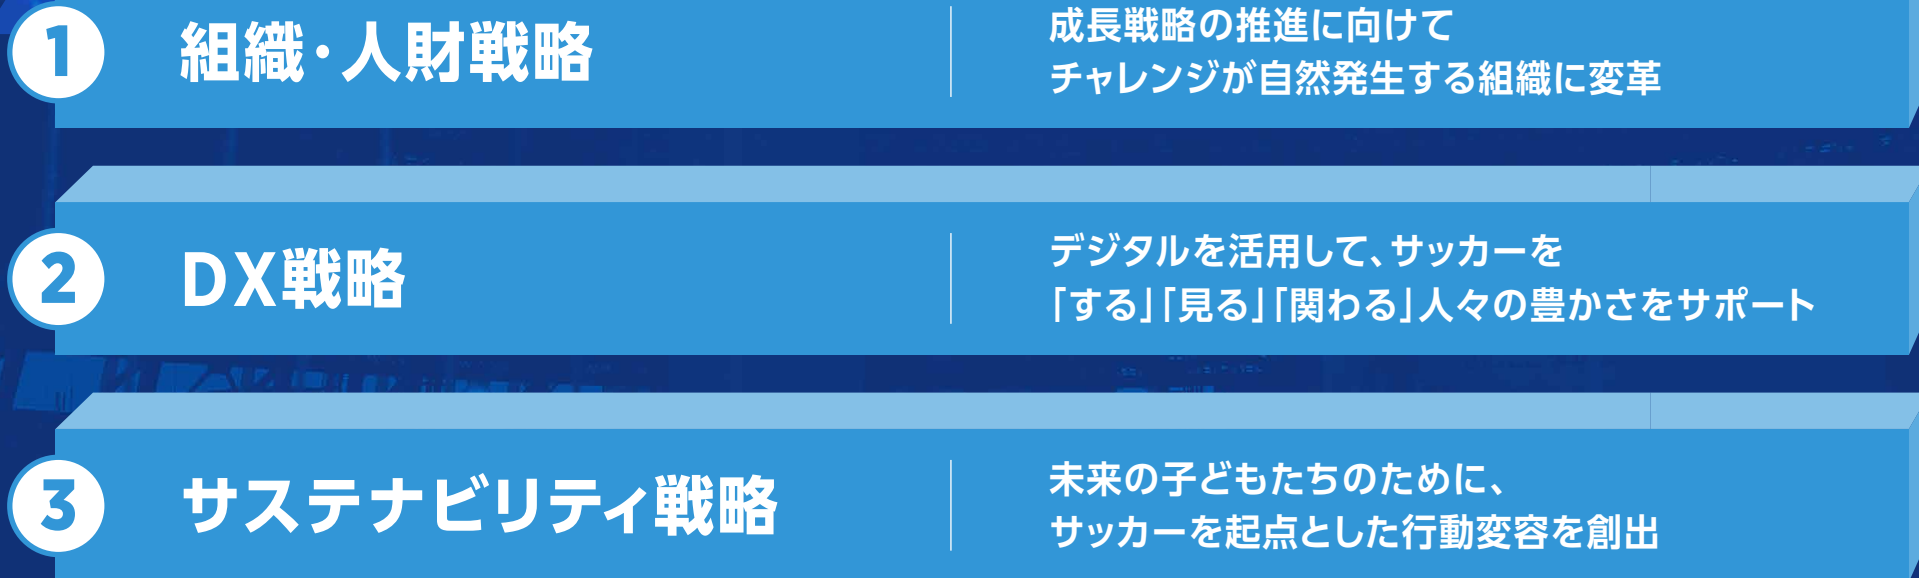 1
組織・人財戦略
成長戦略の推進に向けて
チャレンジが自然発生する組織に変革
2
DX戦略
デジタルを活用して、サッカーを
「する」「見る」「関わる」人々の豊かさをサポート
3
サステナビリティ戦略
未来の子どもたちのために、
サッカーを起点とした行動変容を創出